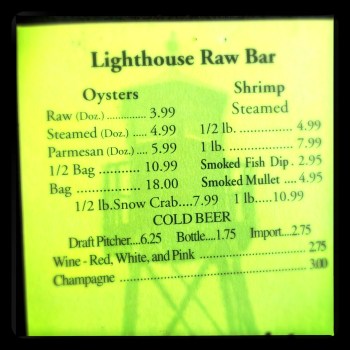 Lighthouse Raw Bar
Oysters
Raw (Doz.) ............... 3.99
Steamed (Doz.) ..... 4.99
Parmesan (Doz.) .... 5.99
1/2 Bag ........... 10.99
Bag ................. 18.00
Shrimp
Steamed
1/2 lb. ............... 4.99
1 lb. ................. 7.99
Smoked Fish Dip . 2.95
Smoked Mullet .... 4.95
1/2 lb.Snow Crab....7.99 1 lb.....10.99
COLD BEER
Draft Pitcher....6.25 Bottle....1.75 Import....2.75
Wine - Red, White, and Pink ................................ 2.75
Champagne ...................................................... 3.00